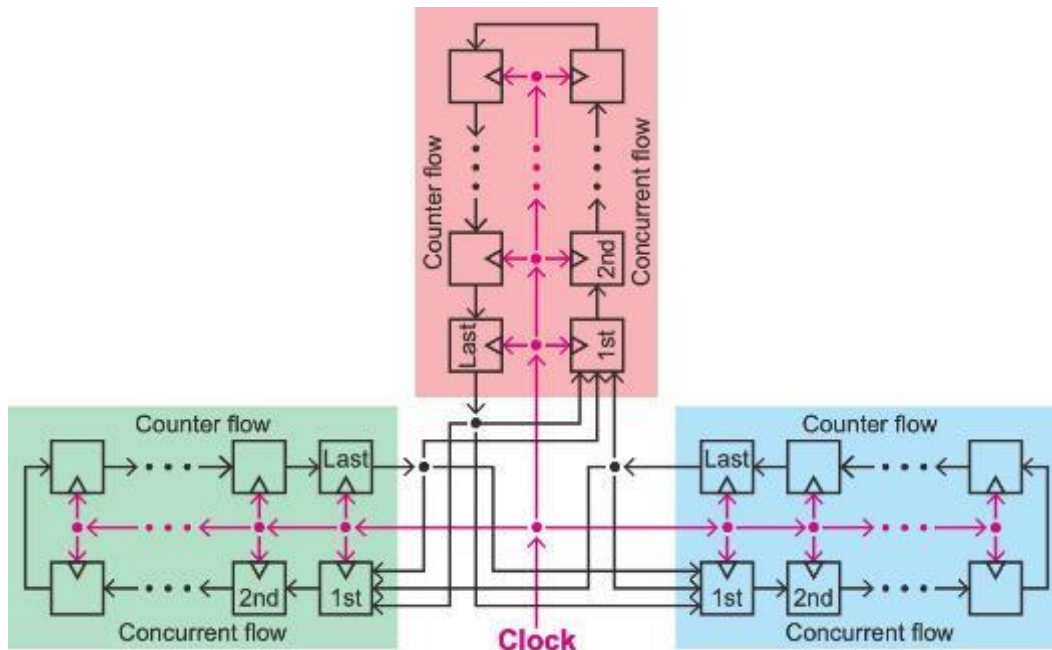 Counter flow
Concurrent flow
2nd
Last
1st
Counter flow
Last
Counter flow
Last
2nd
1st
1st
2nd
Concurrent flow
Clock
Concurrent flow